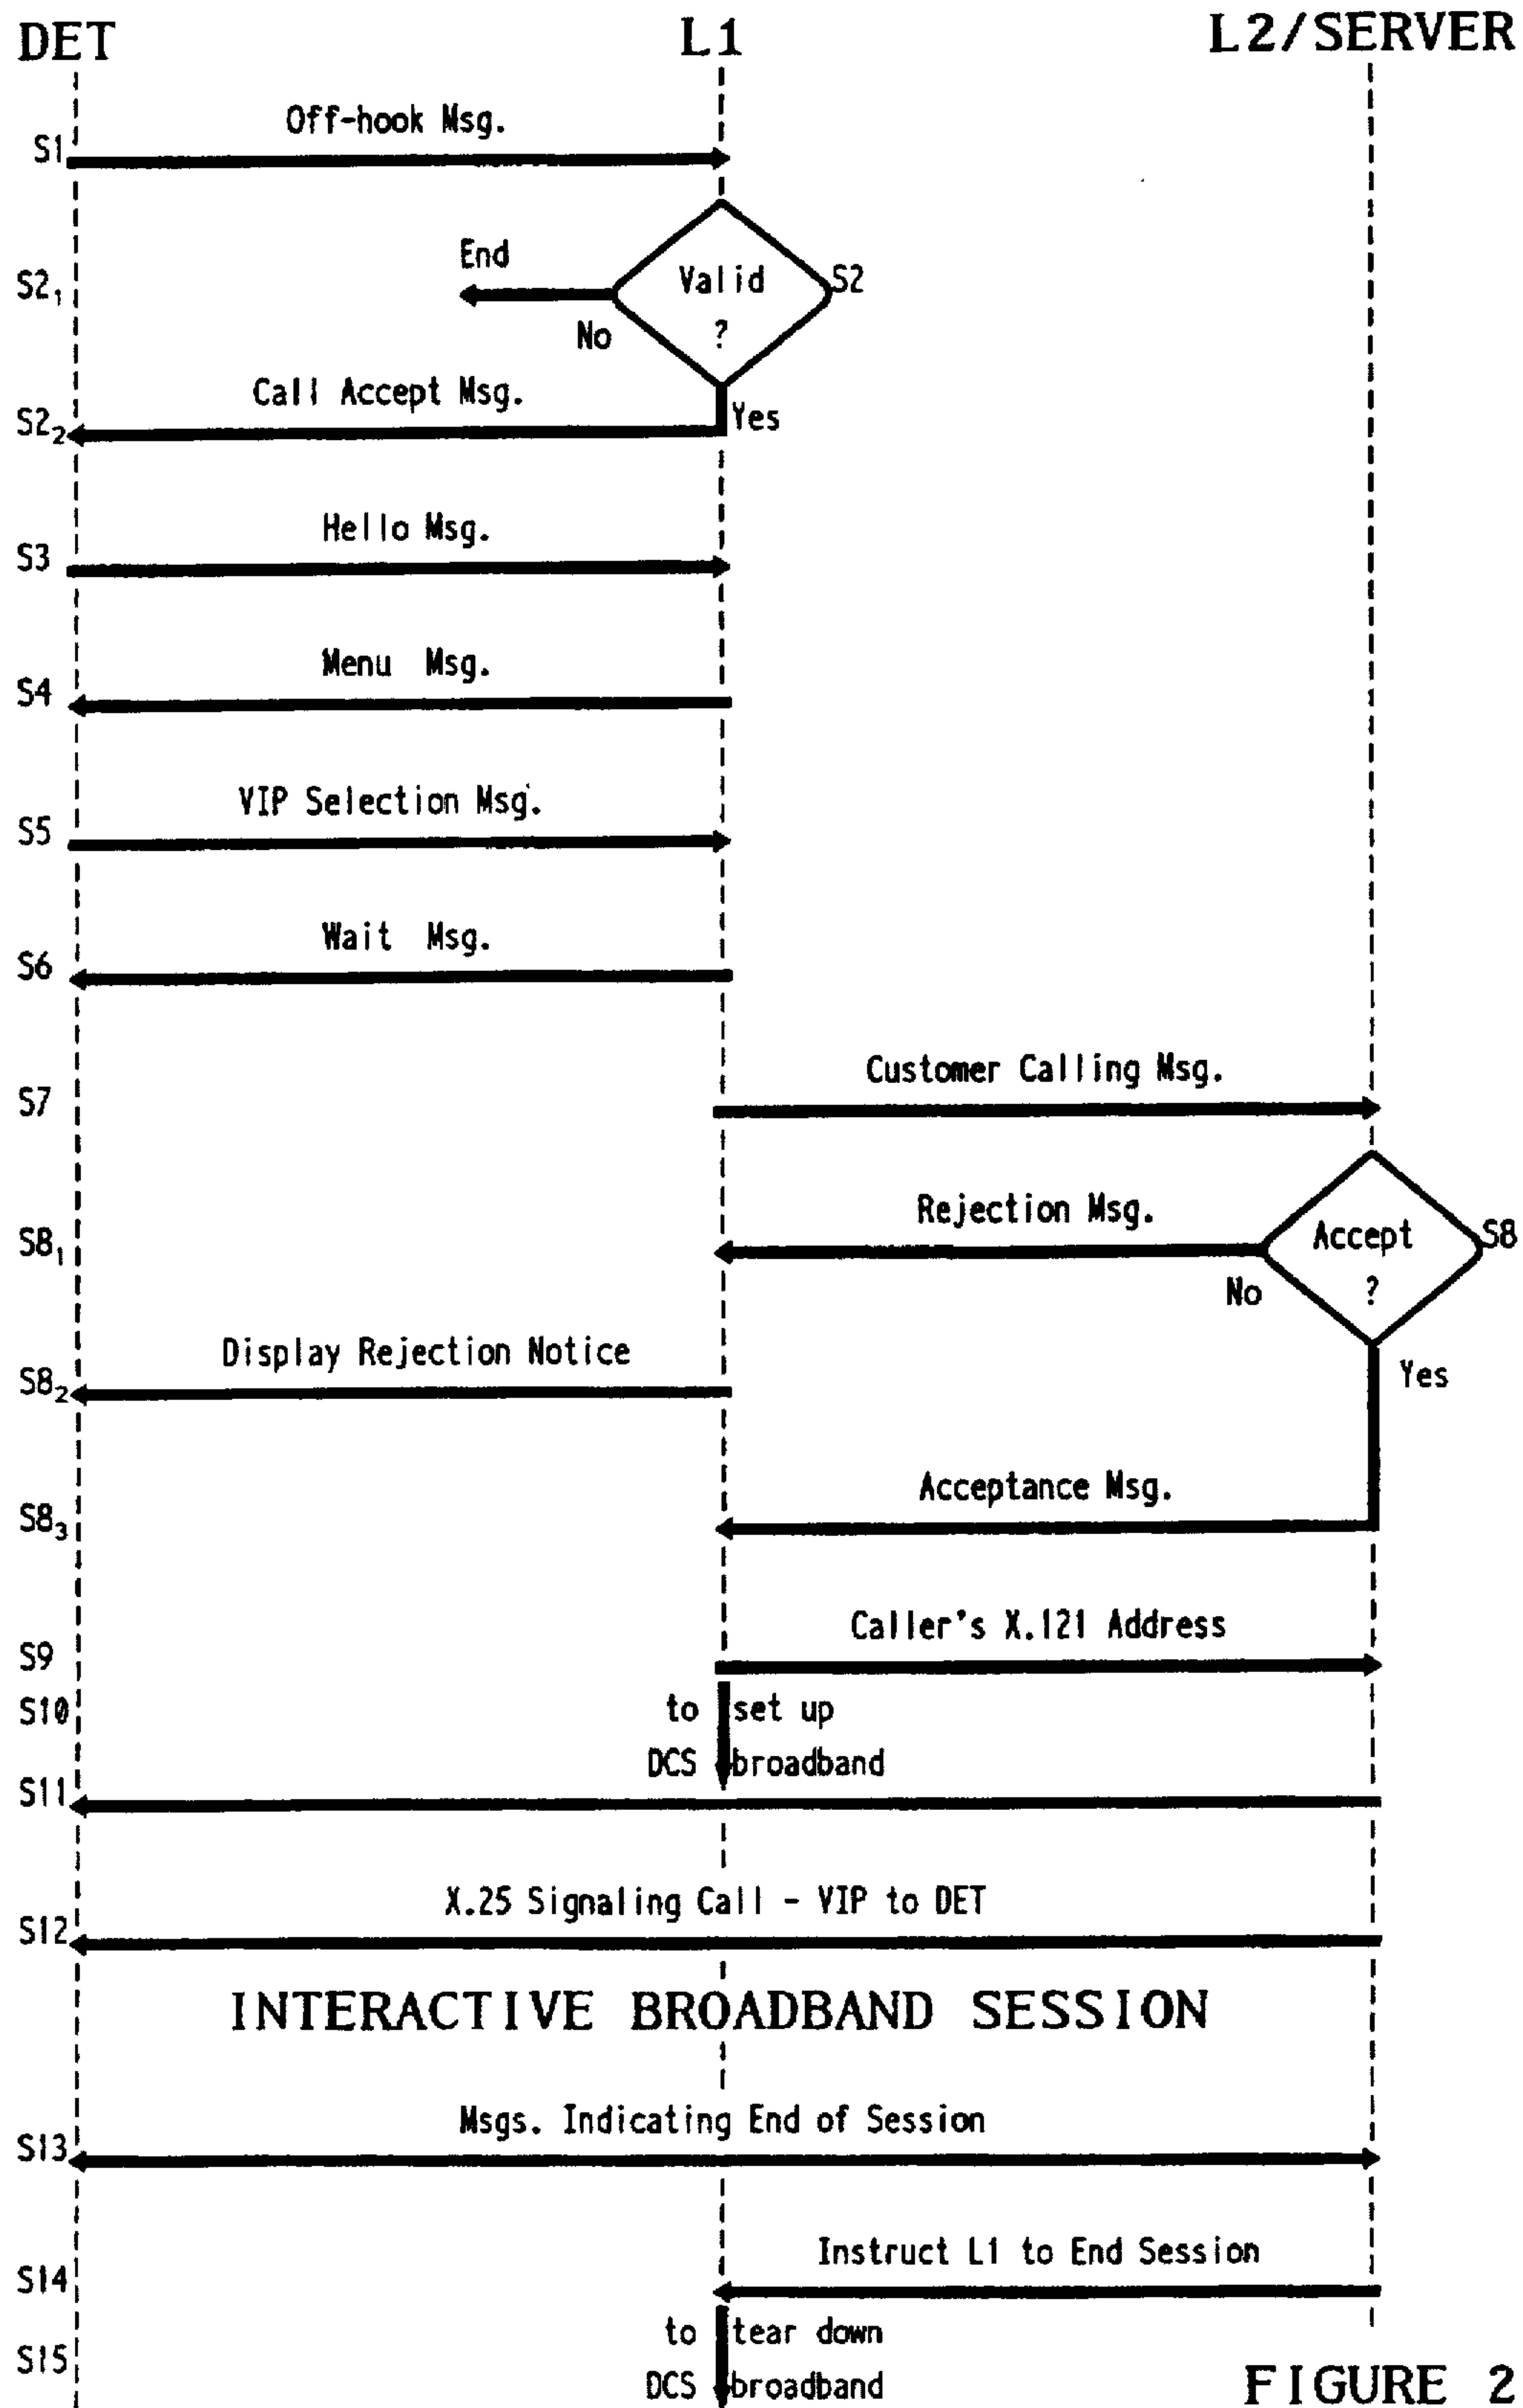 DET L1 L2/SERVER
Off-hook Msg.
S1
End
S2₁ Valid S2
No ?
Call Accept Msg.
S2₂ Yes
Hello Msg.
S3
Menu Msg.
S4
VIP Selection Msg.
S5
Wait Msg.
S6
Customer Calling Msg.
S7
Rejection Msg.
S8₁ Accept S8
No ?
Display Rejection Notice
S8₂ Yes
Acceptance Msg.
S8₃
Caller's X.121 Address
S9
S10 to set up
DCS broadband
S11
X.25 Signaling Call - VIP to DET
S12
INTERACTIVE BROADBAND SESSION
Msgs. Indicating End of Session
S13
Instruct L1 to End Session
S14
to tear down
S15
DCS broadband
FIGURE 2